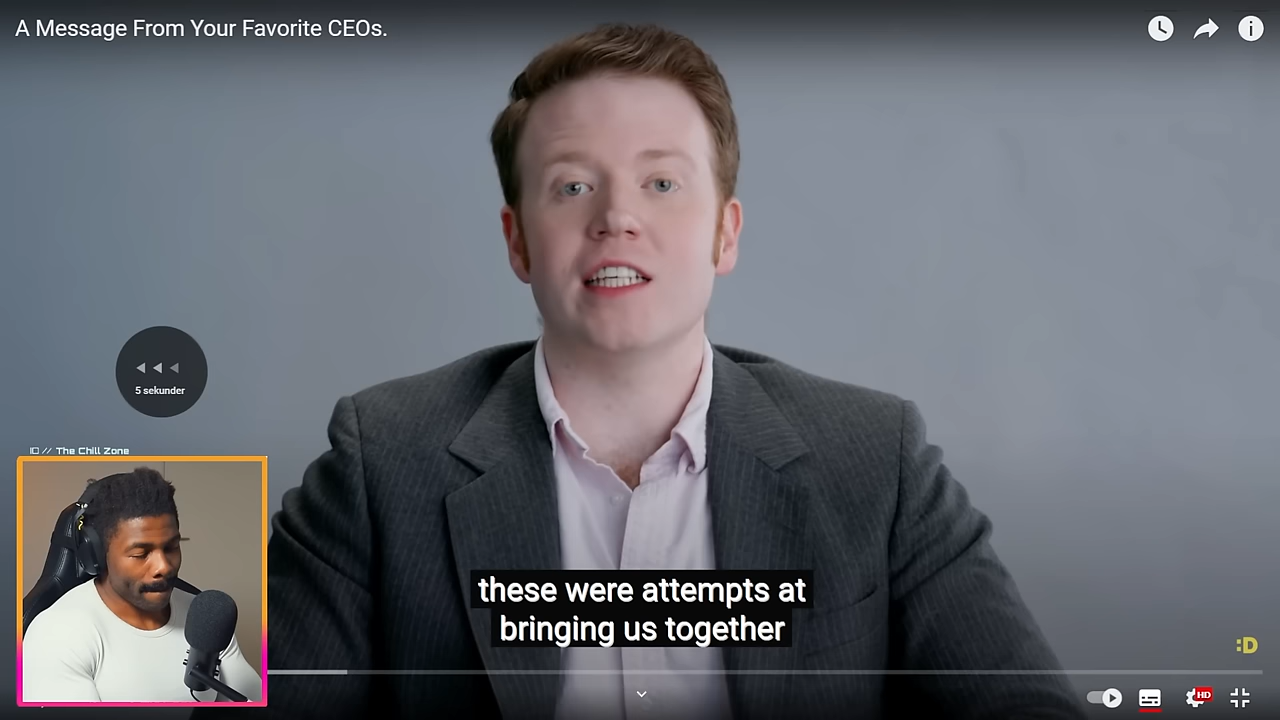 A Message From Your Favorite CEOs.
5 sekunder
// The Chill Zone
these were attempts at
bringing us together
:D
HD